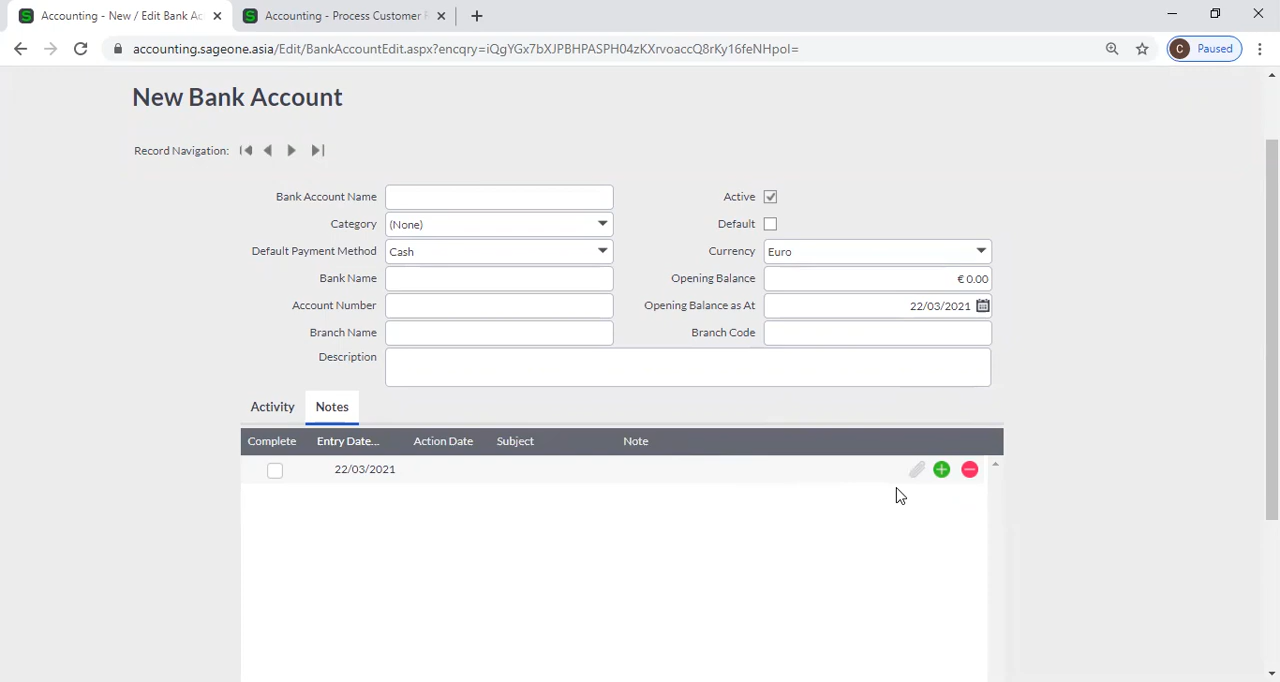 Accounting - New / Edit Bank Ac
Accounting - Process Customer R
accounting.sageone.asia/Edit/BankAccountEdit.aspx?encqry=iQgYGx7bXJPBHPASPH04zKXrvoaccQ8rKy16feNHpoI=
C Paused
New Bank Account
Record Navigation:
Bank Account Name
Active
Category (None)
Default
Default Payment Method Cash
Currency Euro
Bank Name
Opening Balance € 0.00
Account Number
Opening Balance as At 22/03/2021
Branch Name
Branch Code
Description
Activity Notes
Complete Entry Date... Action Date Subject Note
22/03/2021